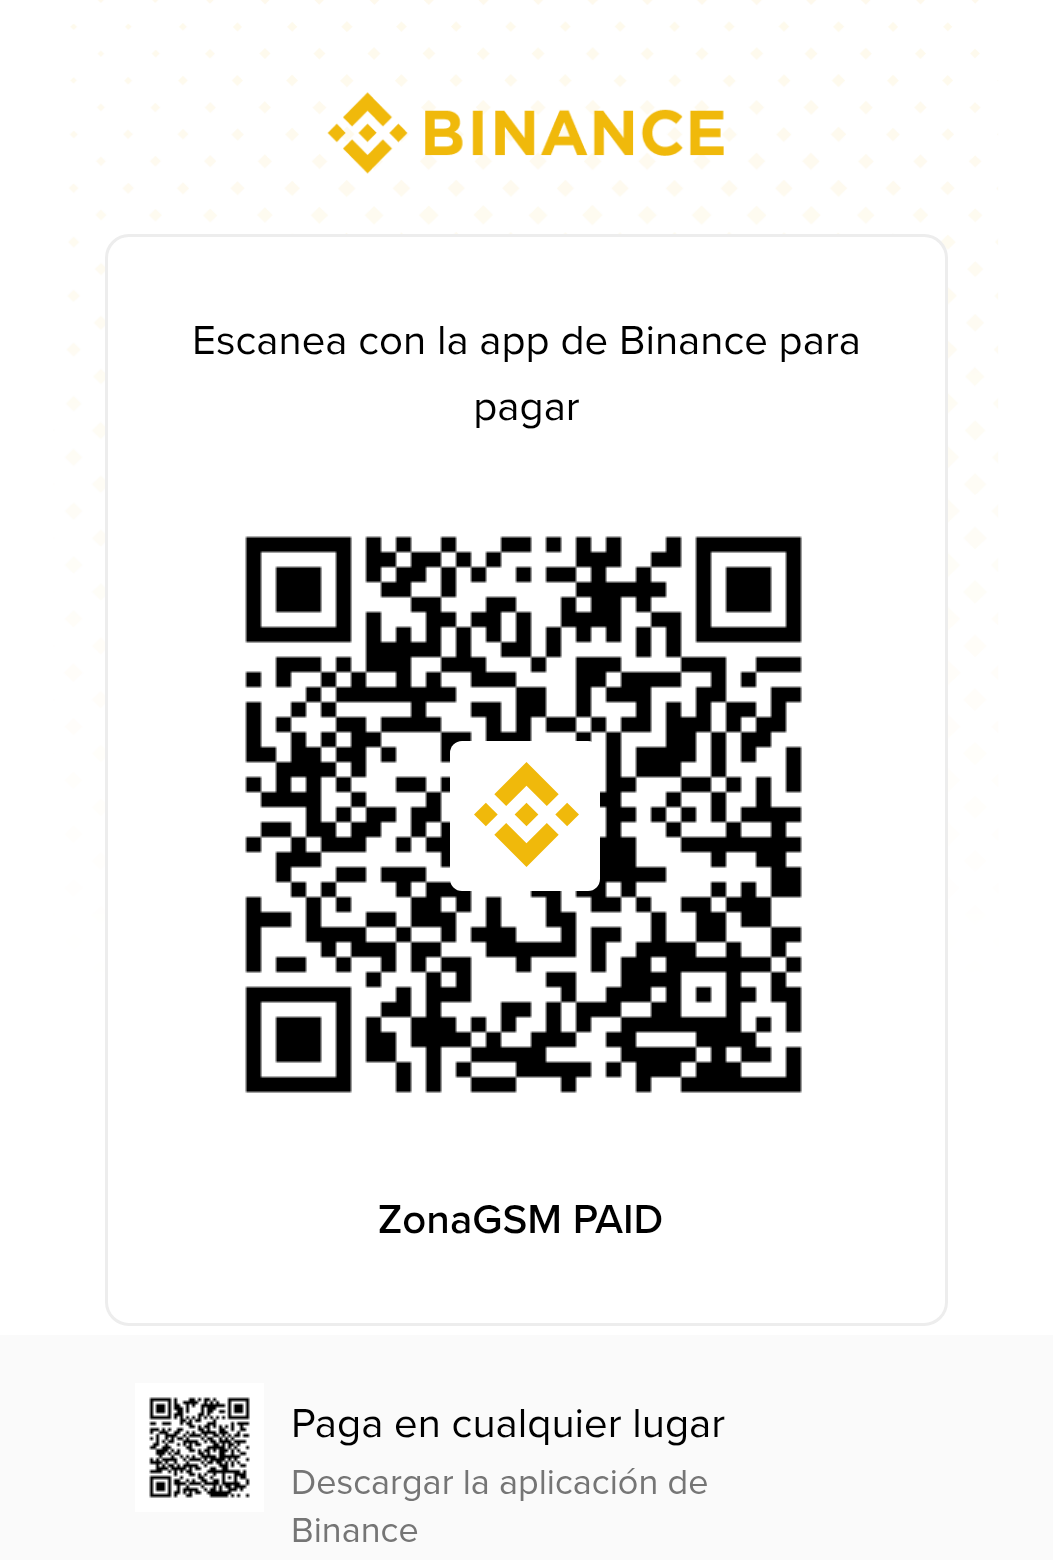 BINANCE
Escanea con la app de Binance para
pagar
ZonaGSM PAID
Paga en cualquier lugar
Descargar la aplicación de
Binance